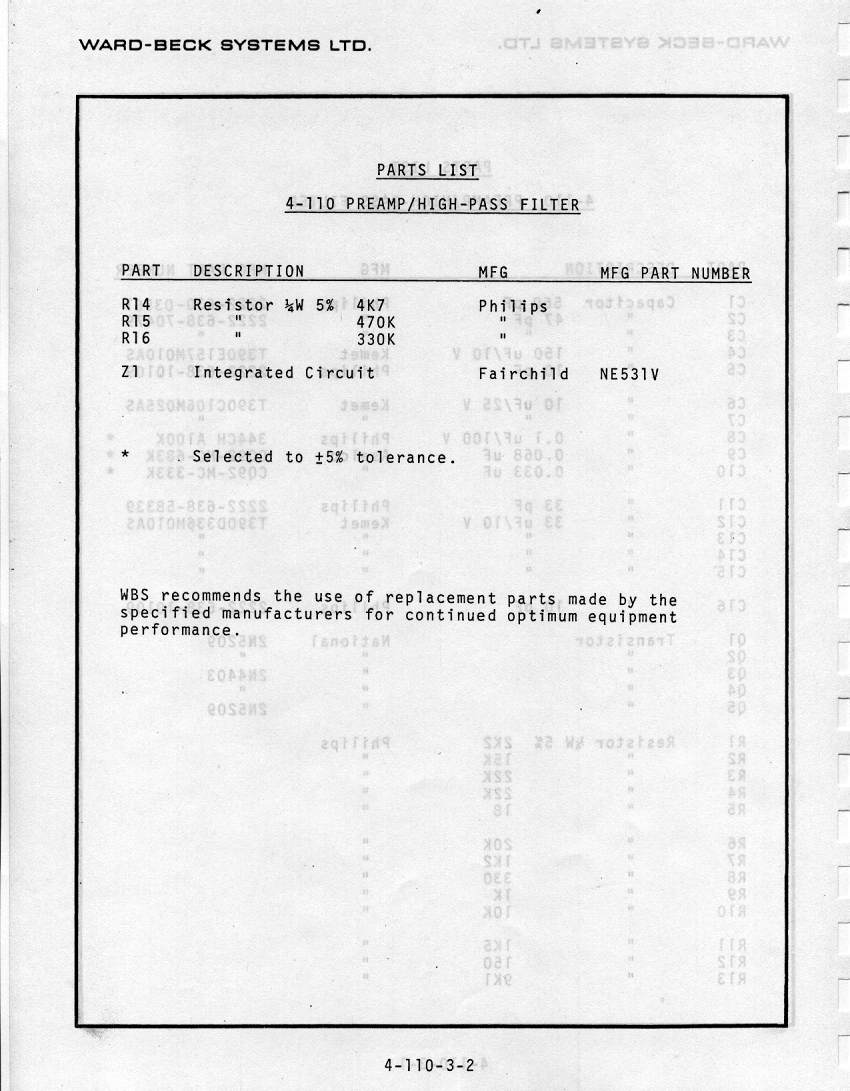 WARD-BECK SYSTEMS LTD.
PARTS LIST
4-110 PREAMP/HIGH-PASS FILTER
PART DESCRIPTION MFG MFG PART NUMBER
R14 Resistor ¼W 5% 4K7 Philips
R15 " 470K "
R16 " 330K "
Z1 Integrated Circuit Fairchild NE531V
* Selected to ±5% tolerance.
WBS recommends the use of replacement parts made by the
specified manufacturers for continued optimum equipment
performance.
4-110-3-2